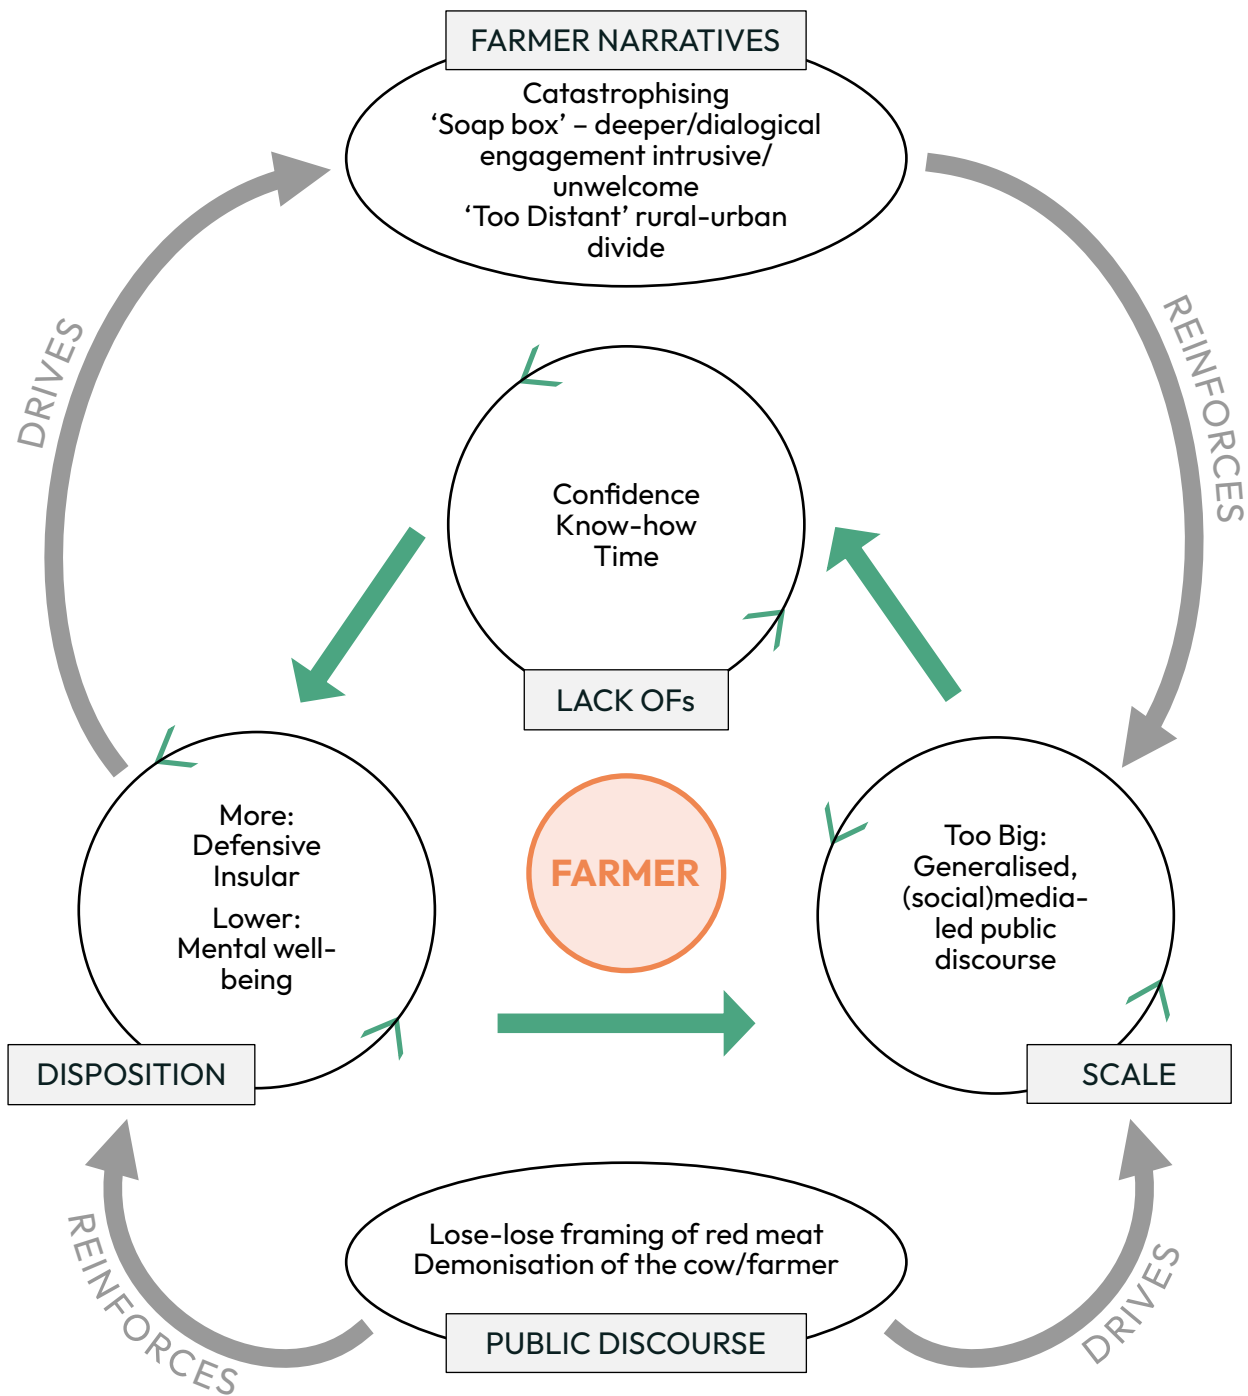 FARMER NARRATIVES
Catastrophising
‘Soap box’ – deeper/dialogical
engagement intrusive/
unwelcome
‘Too Distant’ rural-urban
divide
DRIVES
REINFORCES
Confidence
Know-how
Time
LACK OFs
More:
Defensive
Insular
Lower:
Mental well-
being
DISPOSITION
FARMER
Too Big:
Generalised,
(social)media-
led public
discourse
SCALE
REINFORCES
Lose-lose framing of red meat
Demonisation of the cow/farmer
PUBLIC DISCOURSE
DRIVES